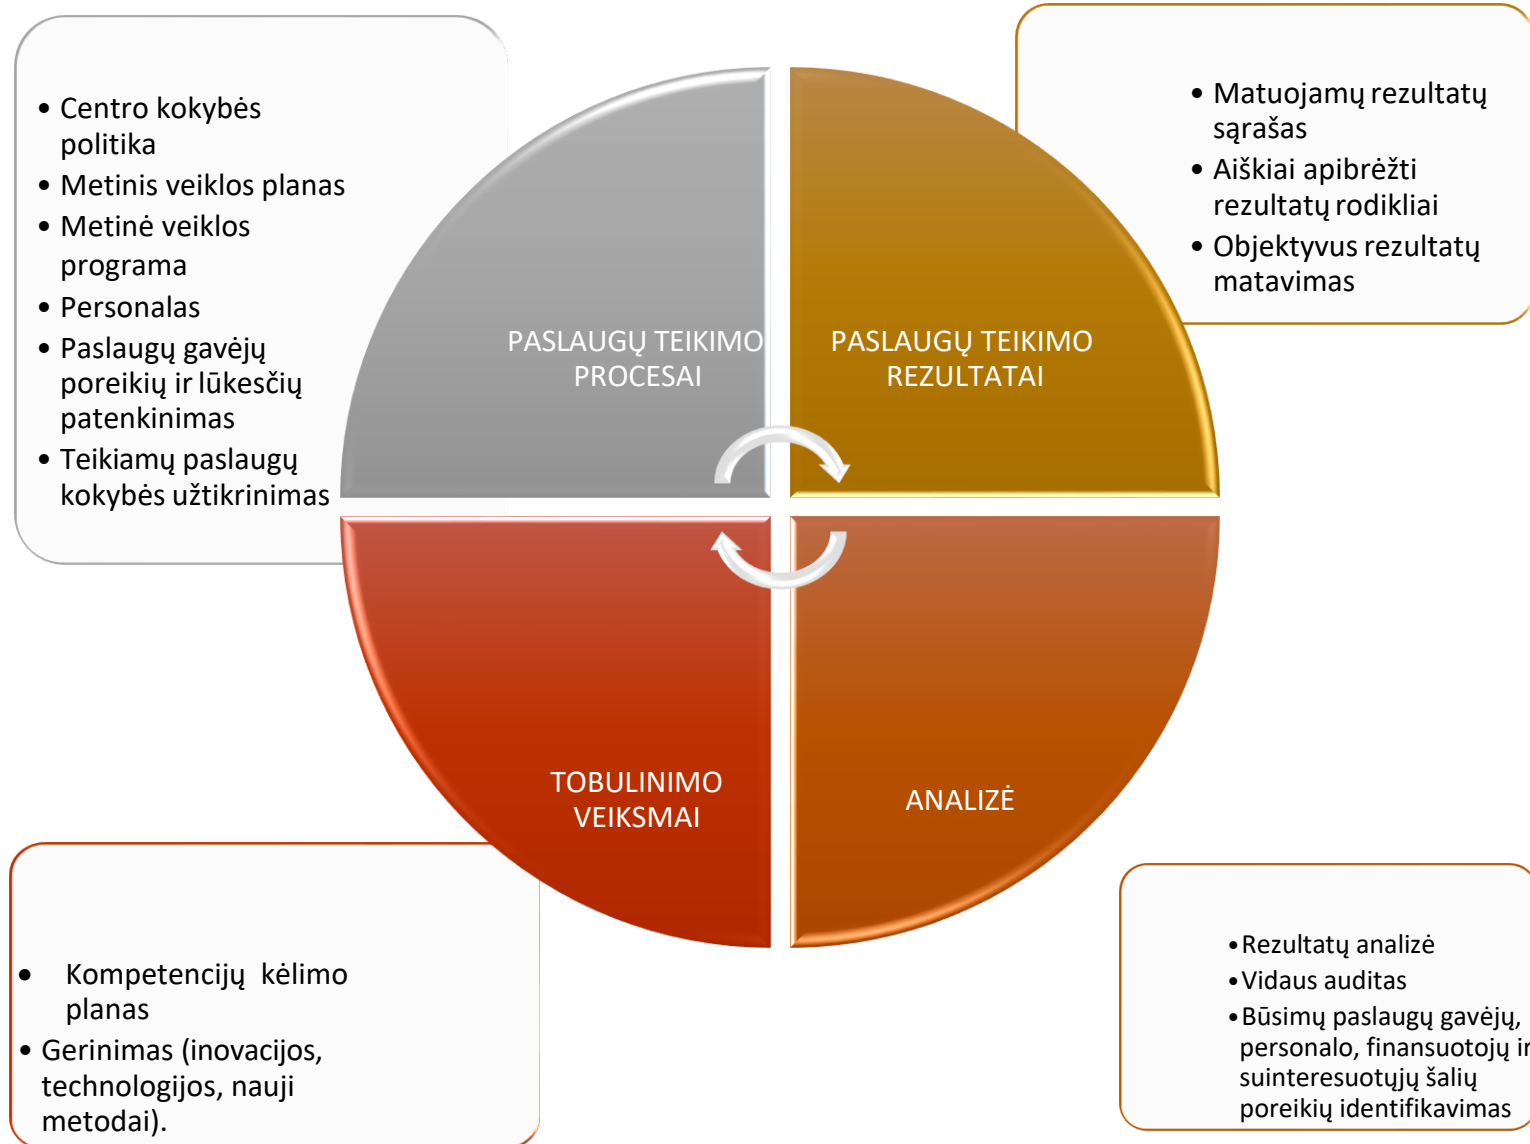 • Centro kokybės
politika
• Metinis veiklos planas
• Metinė veiklos
programa
• Personalas
• Paslaugų gavėjų
poreikių ir lūkesčių
patenkinimas
• Teikiamų paslaugų
kokybės užtikrinimas
• Matuojamų rezultatų
sąrašas
• Aiškiai apibrėžti
rezultatų rodikliai
• Objektyvus rezultatų
matavimas
PASLAUGŲ TEIKIMO
PROCESAI
PASLAUGŲ TEIKIMO
REZULTATAI
TOBULINIMO
VEIKSMAI
ANALIZĖ
• Kompetencijų kėlimo
planas
• Gerinimas (inovacijos,
technologijos, nauji
metodai).
• Rezultatų analizė
• Vidaus auditas
• Būsimų paslaugų gavėjų,
personalo, finansuotojų ir
suinteresuotųjų šalių
poreikių identifikavimas